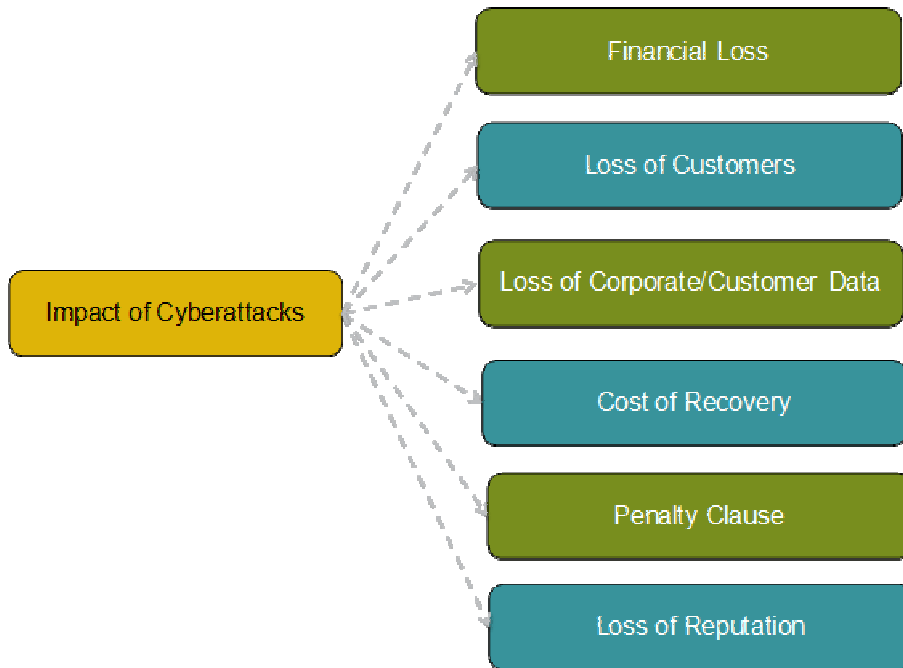 Financial Loss
Loss of Customers
Loss of Corporate/Customer Data
Impact of Cyberattacks
Cost of Recovery
Penalty Clause
Loss of Reputation